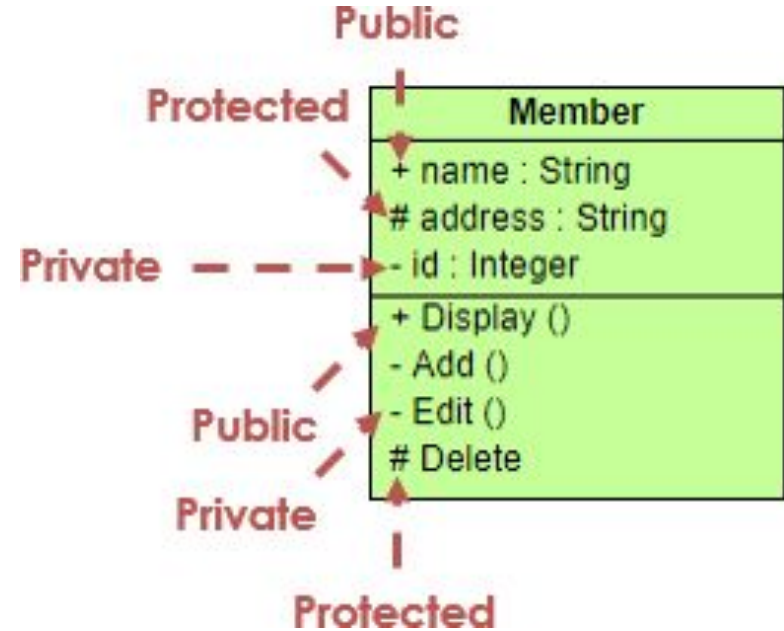 Public
Protected
Member
+ name : String
# address : String
Private
- id : Integer
+ Display ()
- Add ()
Public
- Edit ()
# Delete
Private
Protected